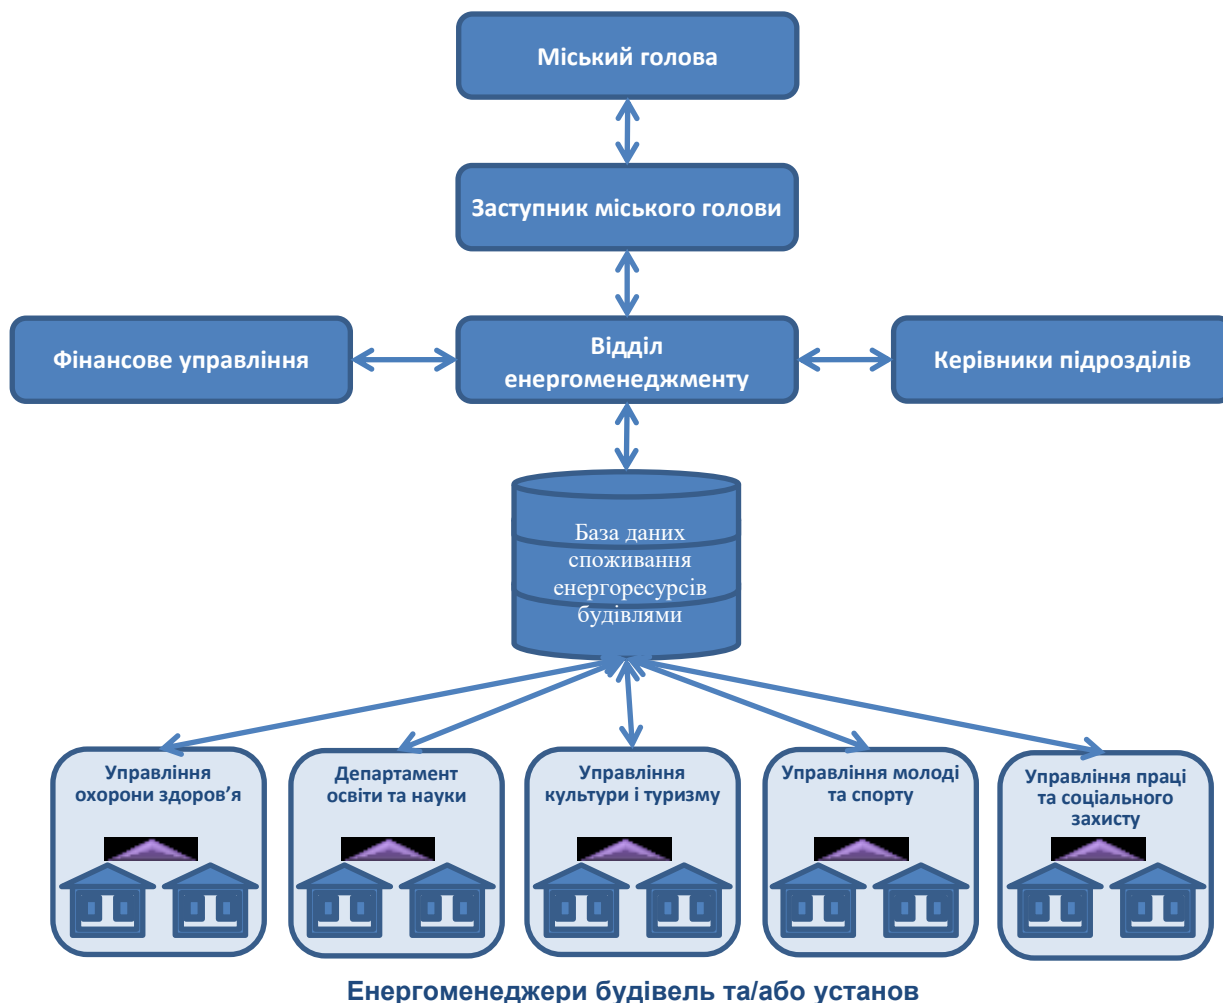 Міський голова
Заступник міського голови
Фінансове управління
Відділ
енергоменеджменту
Керівники підрозділів
База даних
споживання
енергоресурсів
будівлями
Управління
охорони здоров’я
Департамент
освіти та науки
Управління
культури і туризму
Управління молоді
та спорту
Управління праці
та соціального
захисту
Енергоменеджери будівель та/або установ